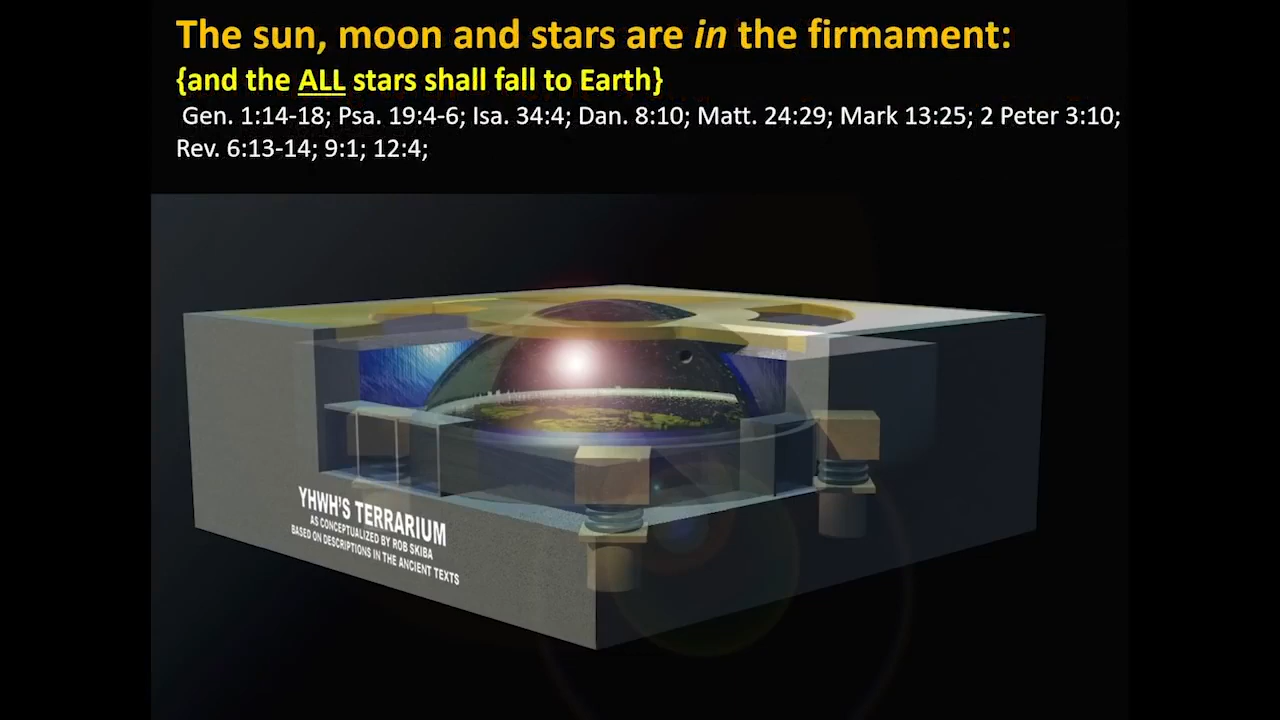 The sun, moon and stars are in the firmament:
{and the ALL stars shall fall to Earth}
Gen. 1:14-18; Psa. 19:4-6; Isa. 34:4; Dan. 8:10; Matt. 24:29; Mark 13:25; 2 Peter 3:10;
Rev. 6:13-14; 9:1; 12:4;
YHWH'S TERRARIUM
AS CONCEPTUALIZED BY ROB SKIBA
BASED ON DESCRIPTIONS IN THE ANCIENT TEXTS